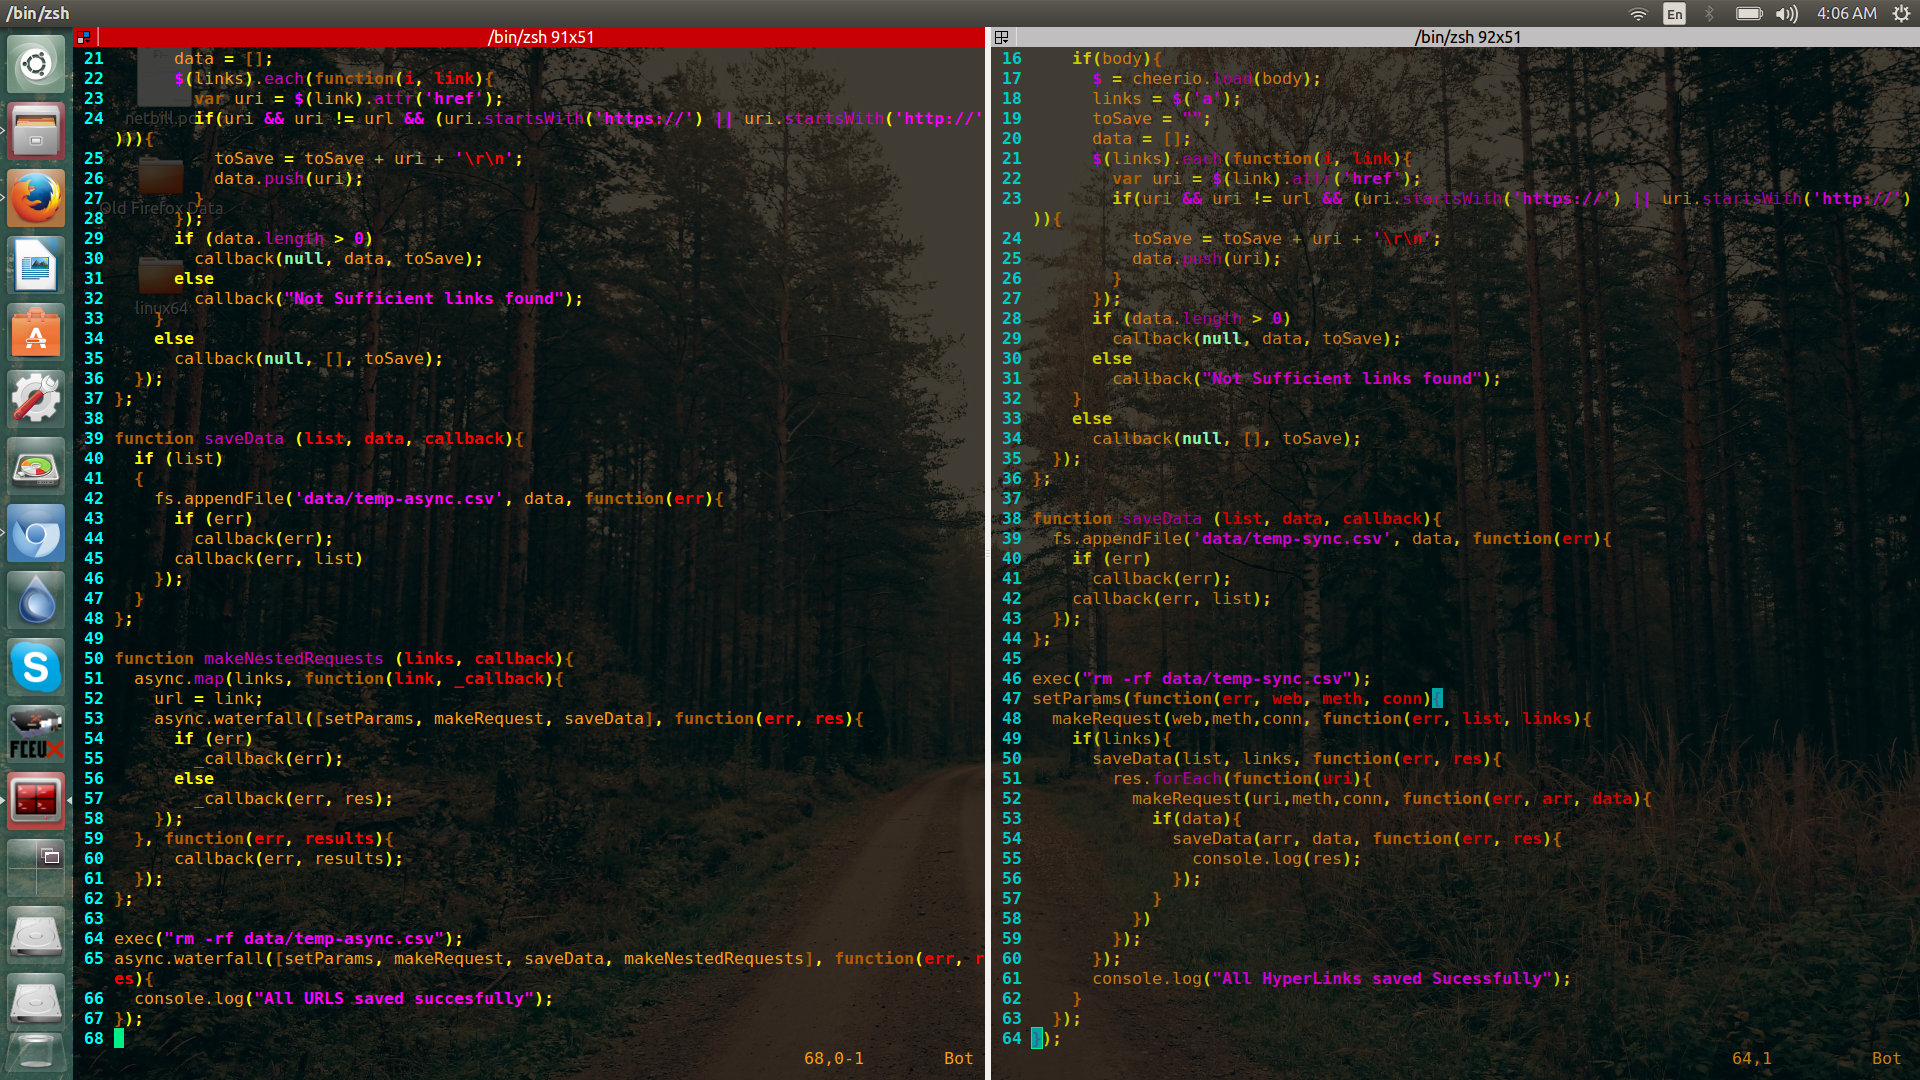 /bin/zsh
En
4:06 AM
/bin/zsh 91x51
21 data = [];
22 $(links).each(function(i, link){
23 var uri = $(link).attr('href');
24 if(uri && uri != url && (uri.startsWith('https://') || uri.startsWith('http://'
))){
25 toSave = toSave + uri + '\r\n';
26 data.push(uri);
27 }
28 });
29 if (data.length > 0)
30 callback(null, data, toSave);
31 else
32 callback("Not Sufficient links found");
33 }
34 else
35 callback(null, [], toSave);
36 });
37 };
38
39 function saveData (list, data, callback){
40 if (list)
41 {
42 fs.appendFile('data/temp-async.csv', data, function(err){
43 if (err)
44 callback(err);
45 callback(err, list)
46 });
47 }
48 };
49
50 function makeNestedRequests (links, callback){
51 async.map(links, function(link, _callback){
52 url = link;
53 async.waterfall([setParams, makeRequest, saveData], function(err, res){
54 if (err)
55 _callback(err);
56 else
57 _callback(err, res);
58 });
59 }, function(err, results){
60 callback(err, results);
61 });
62 };
63
64 exec("rm -rf data/temp-async.csv");
65 async.waterfall([setParams, makeRequest, saveData, makeNestedRequests], function(err, r
es){
66 console.log("All URLS saved succesfully");
67 });
68
68,0-1 Bot
Old Firefox Data
linux64
FCEUX
/bin/zsh 92x51
16 if(body){
17 $ = cheerio.load(body);
18 links = $('a');
19 toSave = "";
20 data = [];
21 $(links).each(function(i, link){
22 var uri = $(link).attr('href');
23 if(uri && uri != url && (uri.startsWith('https://') || uri.startsWith('http://')
)){
24 toSave = toSave + uri + '\r\n';
25 data.push(uri);
26 }
27 });
28 if (data.length > 0)
29 callback(null, data, toSave);
30 else
31 callback("Not Sufficient links found");
32 }
33 else
34 callback(null, [], toSave);
35 });
36 };
37
38 function saveData (list, data, callback){
39 fs.appendFile('data/temp-sync.csv', data, function(err){
40 if (err)
41 callback(err);
42 callback(err, list);
43 });
44 };
45
46 exec("rm -rf data/temp-sync.csv");
47 setParams(function(err, web, meth, conn){
48 makeRequest(web,meth,conn, function(err, list, links){
49 if(links){
50 saveData(list, links, function(err, res){
51 res.forEach(function(uri){
52 makeRequest(uri,meth,conn, function(err, arr, data){
53 if(data){
54 saveData(arr, data, function(err, res){
55 console.log(res);
56 });
57 }
58 })
59 });
60 });
61 console.log("All HyperLinks saved Sucessfully");
62 }
63 });
64 });
64,1 Bot